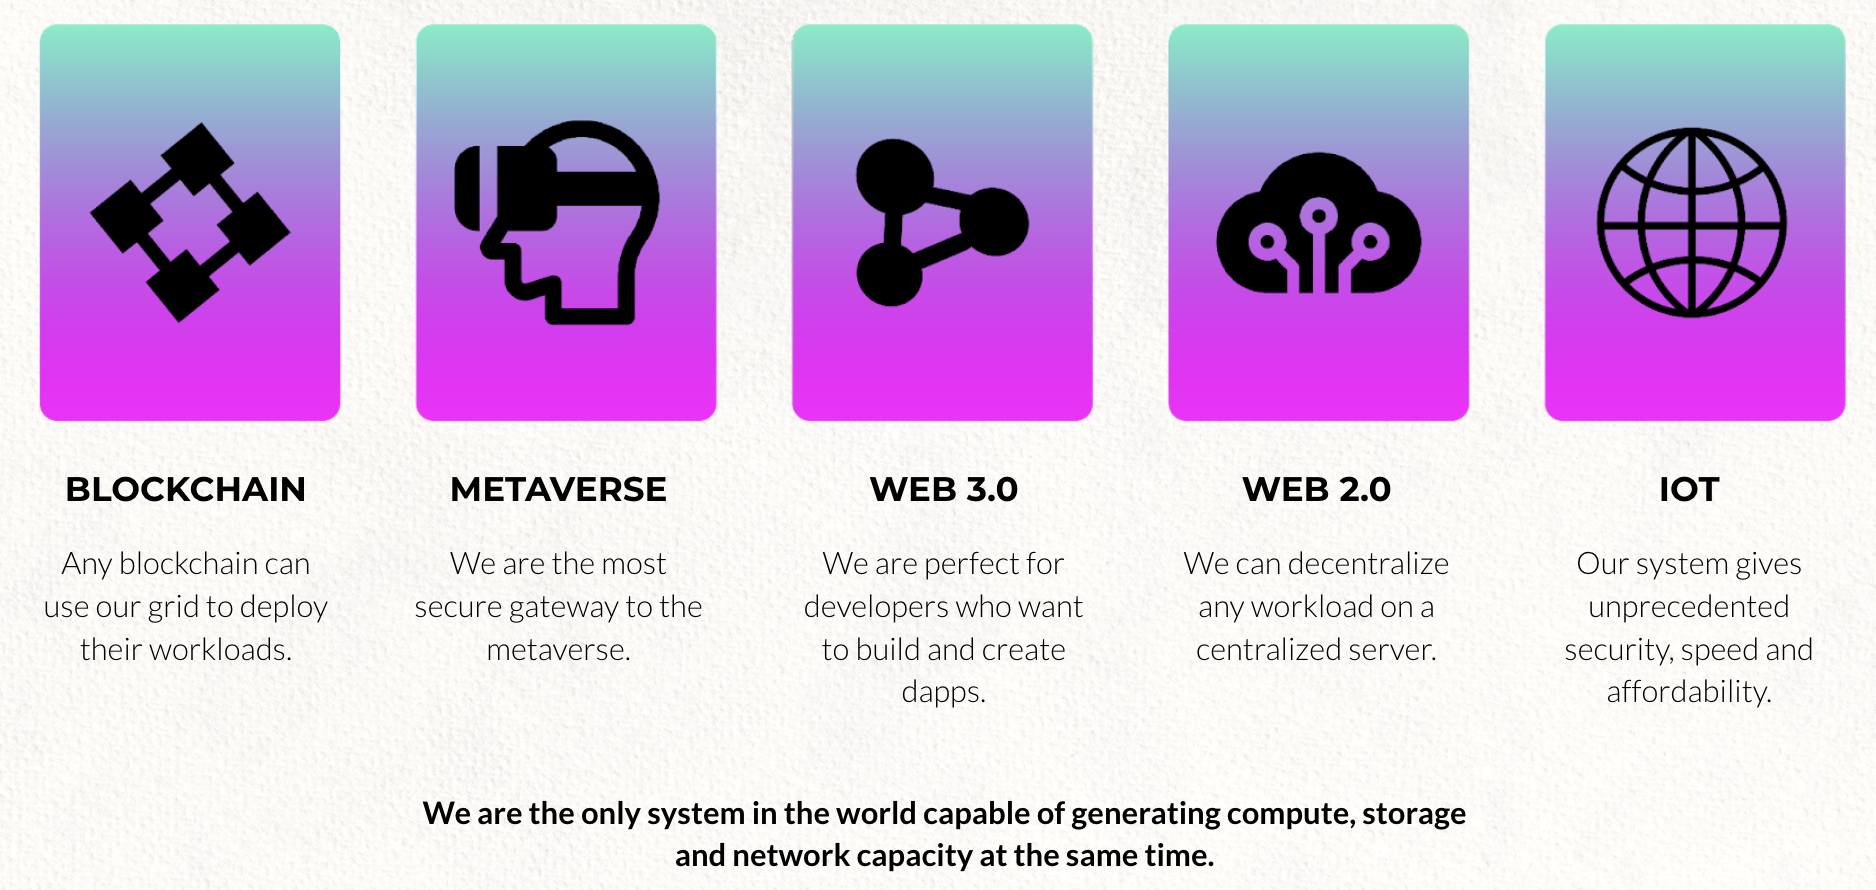 BLOCKCHAIN
Any blockchain can
use our grid to deploy
their workloads.
METAVERSE
We are the most
secure gateway to the
metaverse.
WEB 3.0
We are perfect for
developers who want
to build and create
dapps.
WEB 2.0
We can decentralize
any workload on a
centralized server.
IOT
Our system gives
unprecedented
security, speed and
affordability.
We are the only system in the world capable of generating compute, storage
and network capacity at the same time.